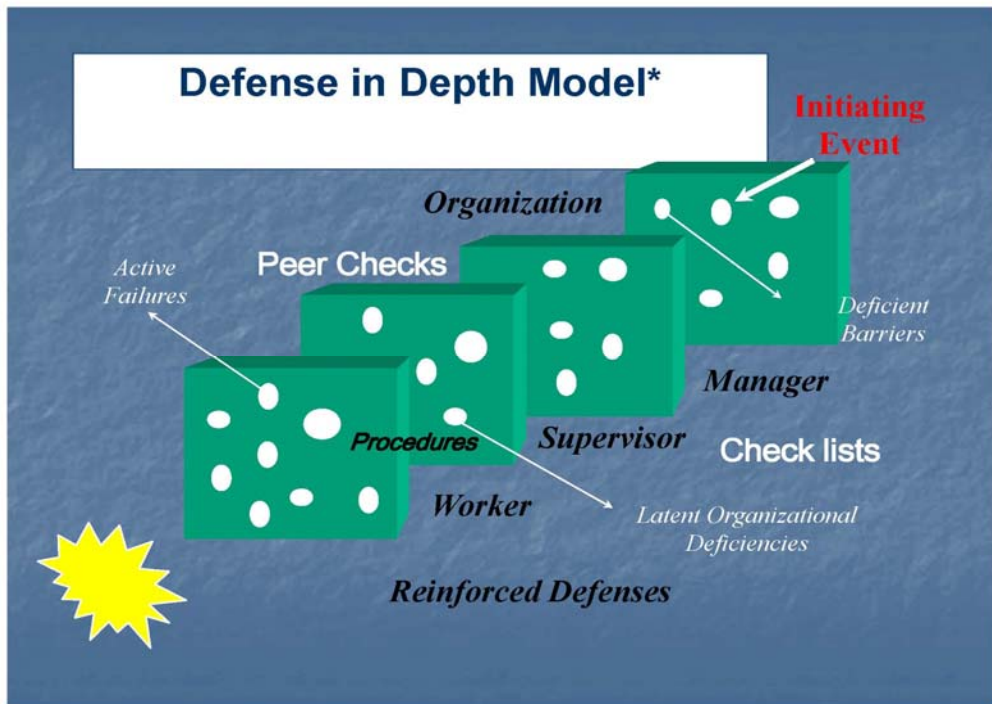 Defense in Depth Model*
Initiating
Event
Organization
Peer Checks
Active
Failures
Deficient
Barriers
Manager
Procedures
Supervisor
Check lists
Worker
Latent Organizational
Deficiencies
Reinforced Defenses